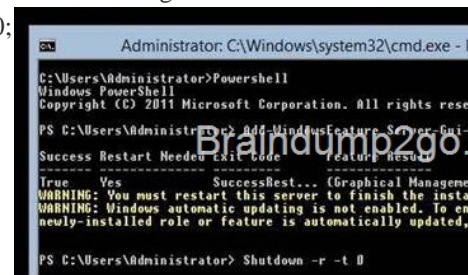 0;
Administrator: C:\Windows\system32\cmd.exe -
C:\Users\Administrator>Powershell
Windows PowerShell
Copyright (C) 2011 Microsoft Corporation. All rights rese
PS C:\Users\Administrator> Add-WindowsFeature Server-Gui-
Braindump2go.
Success Restart Needed Exit Code Feature Result
True Yes SuccessRest... {Graphical Manageme
WARNING: You must restart this server to finish the insta
WARNING: Windows automatic updating is not enabled. To en
newly-installed role or feature is automatically updated,
PS C:\Users\Administrator> Shutdown -r -t 0